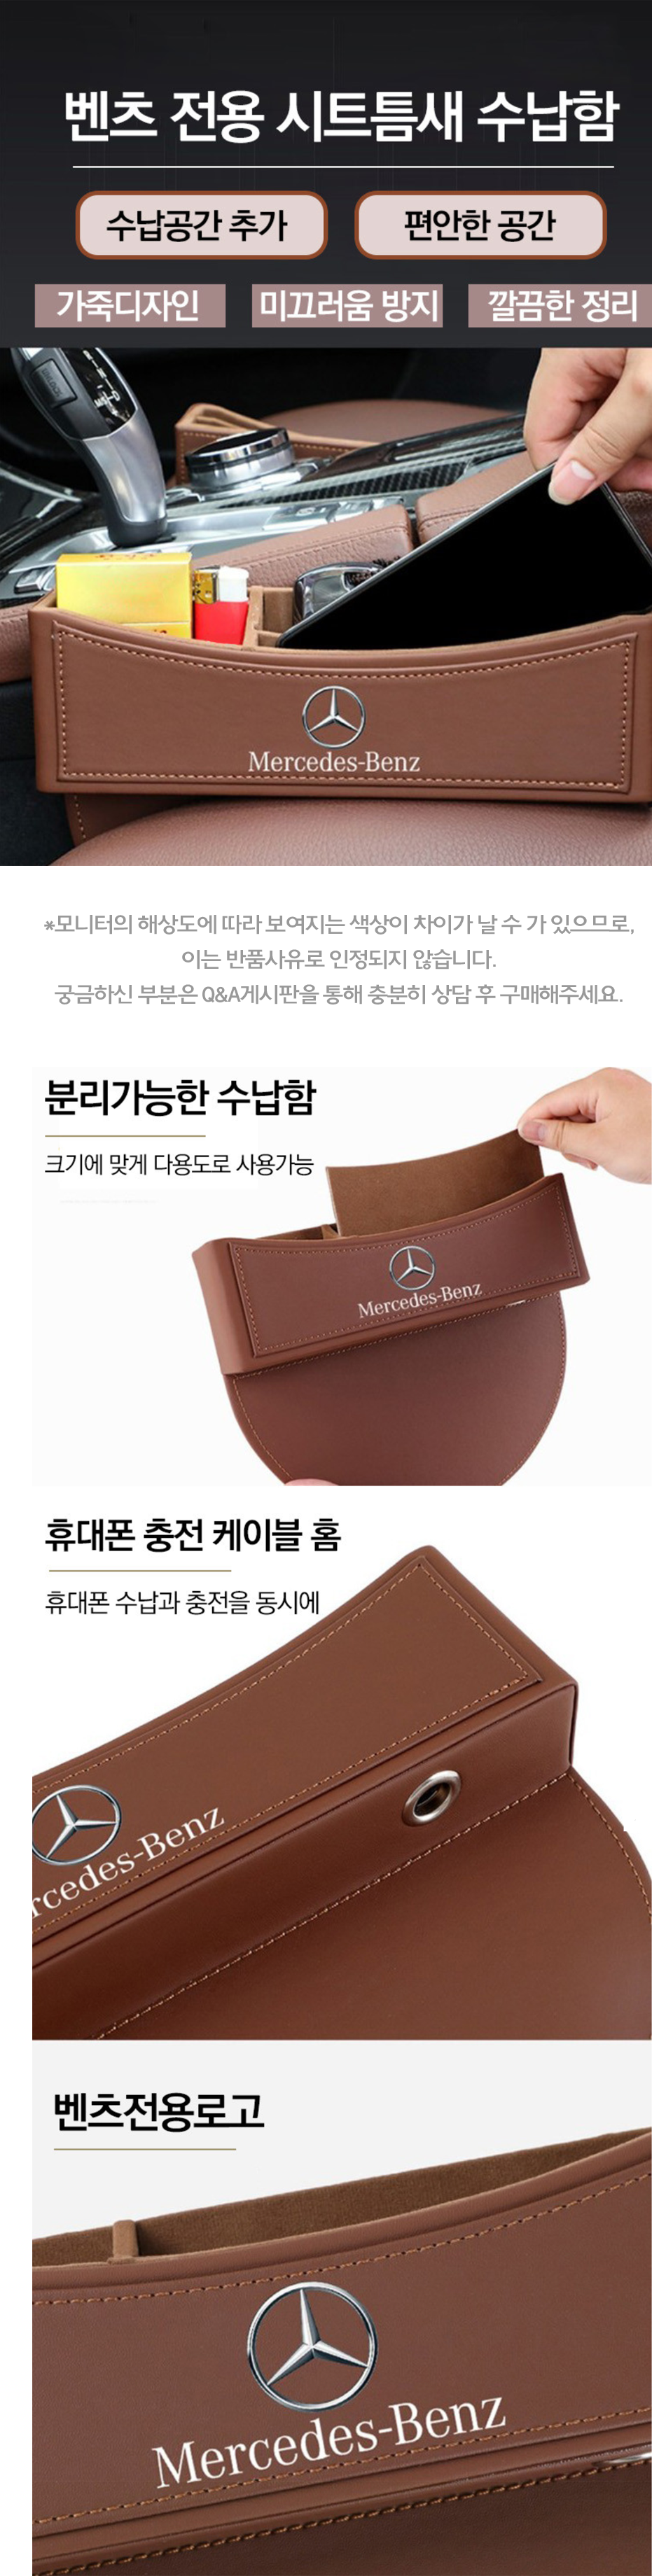 벤츠 전용 시트틈새 수납함
수납공간 추가
편안한 공간
가죽디자인
미끄러움 방지
깔끔한 정리
Mercedes-Benz
*모니터의 해상도에 따라 보여지는 색상이 차이가 날 수 가 있으므로,
이는 반품사유로 인정되지 않습니다.
궁금하신 부분은 Q&A게시판을 통해 충분히 상담 후 구매해주세요.
분리가능한 수납함
크기에 맞게 다용도로 사용가능
Mercedes-Benz
휴대폰 충전 케이블 홈
휴대폰 수납과 충전을 동시에
rcedes-Benz
벤츠전용로고
Mercedes-Benz